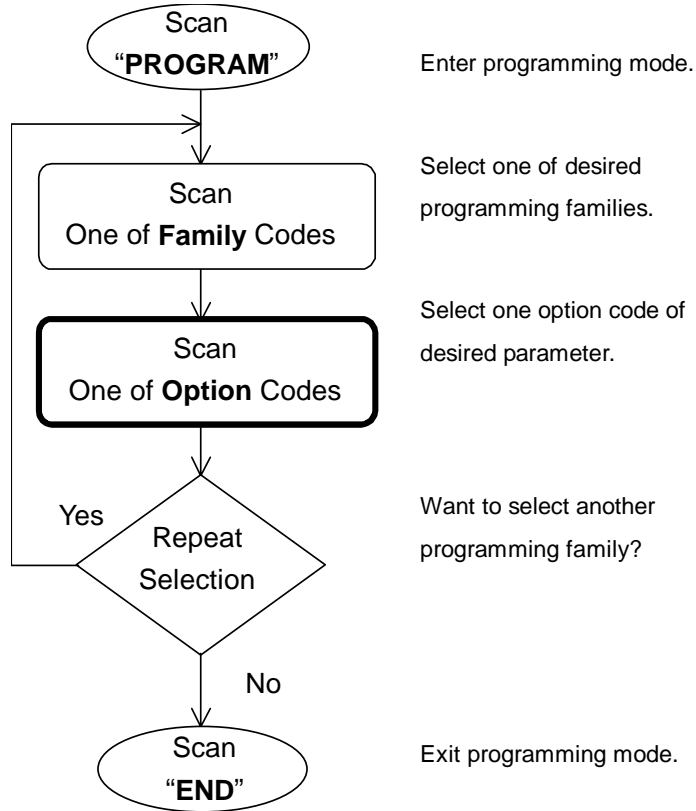 Scan
“PROGRAM”
Enter programming mode.
Scan
One of Family Codes
Select one of desired
programming families.
Scan
One of Option Codes
Select one option code of
desired parameter.
Yes
Repeat
Selection
Want to select another
programming family?
No
Scan
“END”
Exit programming mode.